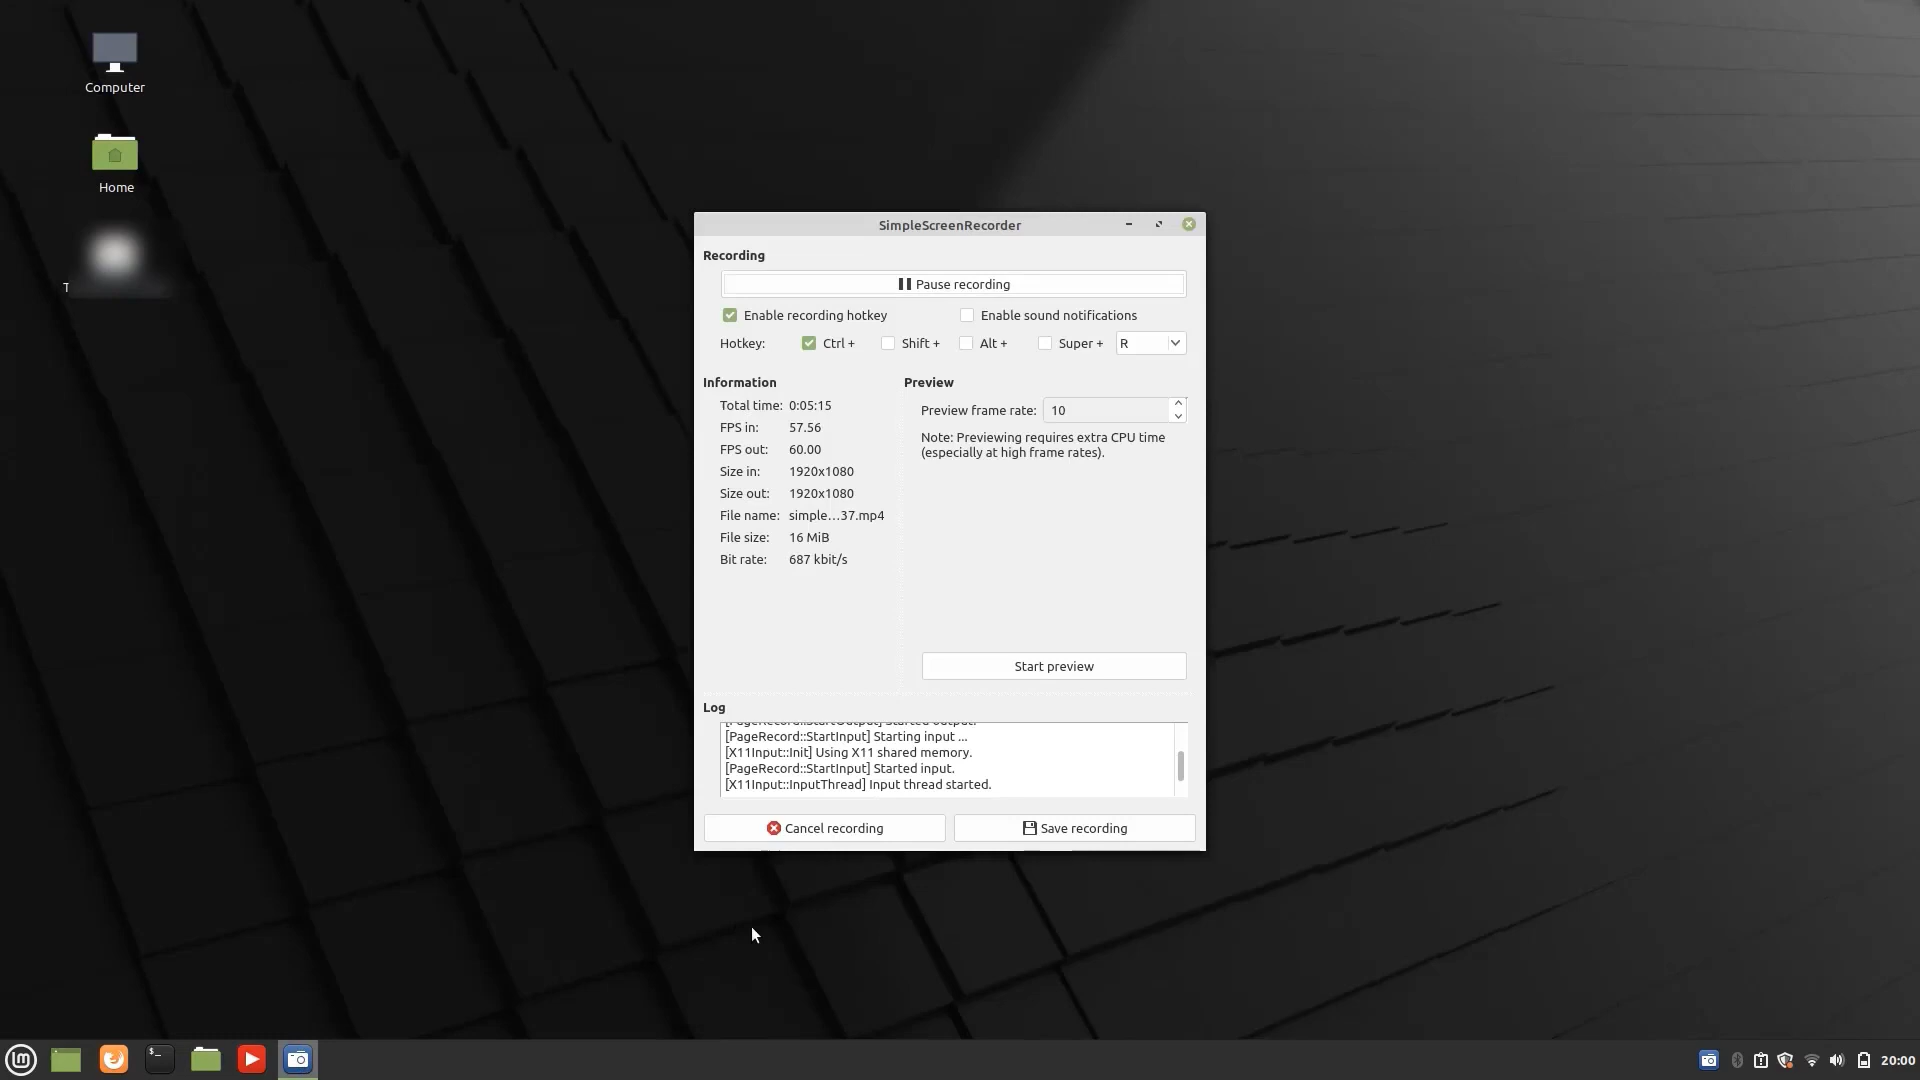 Computer
Home
T
SimpleScreenRecorder
Recording
Pause recording
Enable recording hotkey Enable sound notifications
Hotkey: Ctrl + Shift + Alt + Super + R
Information
Total time: 0:05:15
FPS in: 57.56
FPS out: 60.00
Size in: 1920x1080
Size out: 1920x1080
File name: simple...37.mp4
File size: 16 MiB
Bit rate: 687 kbit/s
Preview
Preview frame rate: 10
Note: Previewing requires extra CPU time
(especially at high frame rates).
Start preview
Log
[PageRecord::StartOutput] Started output.
[PageRecord::StartInput] Starting input ...
[X11Input::Init] Using X11 shared memory.
[PageRecord::StartInput] Started input.
[X11Input::InputThread] Input thread started.
Cancel recording Save recording
20:00